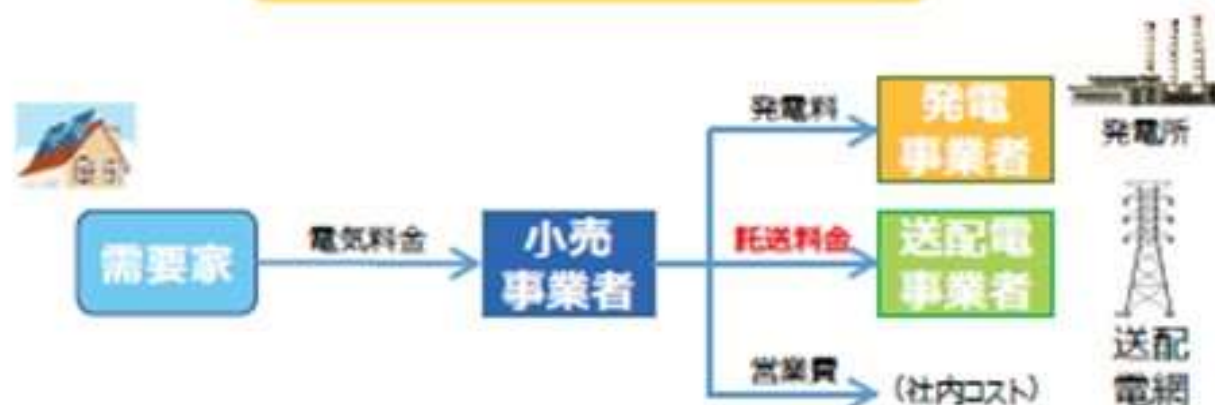 発電料
発電
事業者
発電所
需要家
電気料金
小売
事業者
託送料金
送配電
事業者
送配
電網
営業費
(社内コスト)